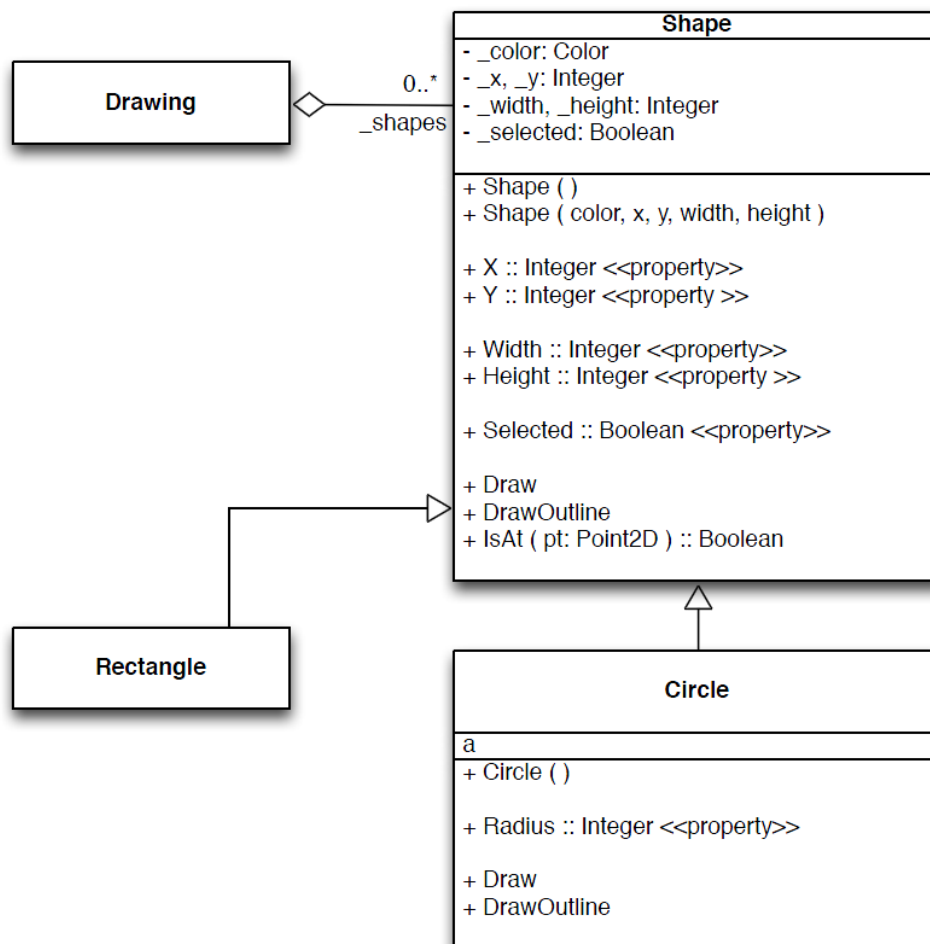 Shape
- _color: Color
- _x, _y: Integer
- _width, _height: Integer
- _selected: Boolean
Drawing
0..*
_shapes
+ Shape ( )
+ Shape ( color, x, y, width, height )
+ X :: Integer <<property>>
+ Y :: Integer <<property >>
+ Width :: Integer <<property>>
+ Height :: Integer <<property >>
+ Selected :: Boolean <<property>>
+ Draw
+ DrawOutline
+ IsAt ( pt: Point2D ) :: Boolean
Rectangle
Circle
a
+ Circle ( )
+ Radius :: Integer <<property>>
+ Draw
+ DrawOutline